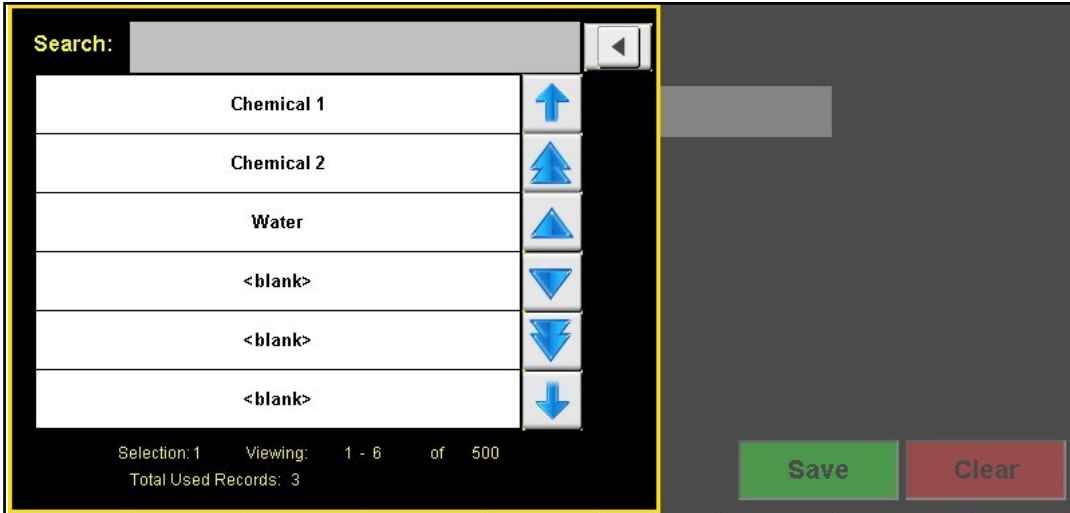 Search:
Chemical 1
Chemical 2
Water
<blank>
<blank>
<blank>
Selection: 1 Viewing: 1 - 6 of 500
Total Used Records: 3
Save Clear